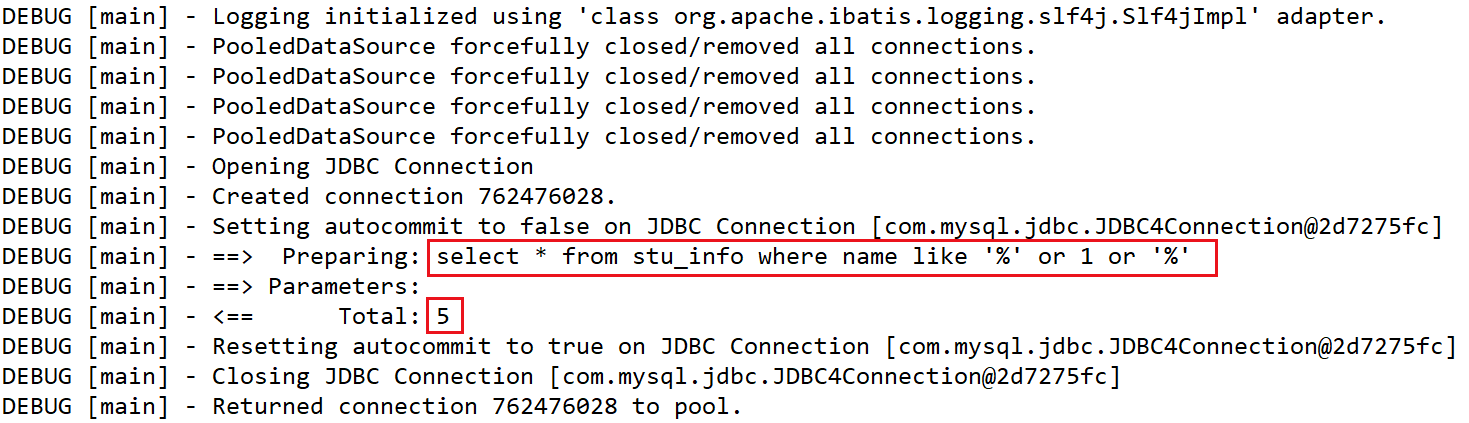 DEBUG [main] - Logging initialized using 'class org.apache.ibatis.logging.slf4j.Slf4jImpl' adapter.
DEBUG [main] - PooledDataSource forcefully closed/removed all connections.
DEBUG [main] - PooledDataSource forcefully closed/removed all connections.
DEBUG [main] - PooledDataSource forcefully closed/removed all connections.
DEBUG [main] - PooledDataSource forcefully closed/removed all connections.
DEBUG [main] - Opening JDBC Connection
DEBUG [main] - Created connection 762476028.
DEBUG [main] - Setting autocommit to false on JDBC Connection [com.mysql.jdbc.JDBC4Connection@2d7275fc]
DEBUG [main] - ==>  Preparing: select * from stu_info where name like '%' or 1 or '%'
DEBUG [main] - ==> Parameters:
DEBUG [main] - <==      Total: 5
DEBUG [main] - Resetting autocommit to true on JDBC Connection [com.mysql.jdbc.JDBC4Connection@2d7275fc]
DEBUG [main] - Closing JDBC Connection [com.mysql.jdbc.JDBC4Connection@2d7275fc]
DEBUG [main] - Returned connection 762476028 to pool.